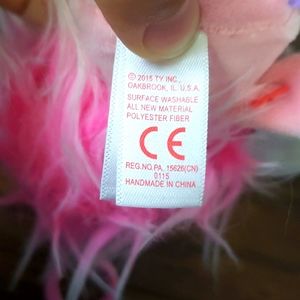 © 2015 TY INC.,
OAKBROOK, IL U.S.A.
SURFACE WASHABLE
ALL NEW MATERIAL
POLYESTER FIBER
CE
REG.NO.PA. 15626(CN)
0115
HANDMADE IN CHINA